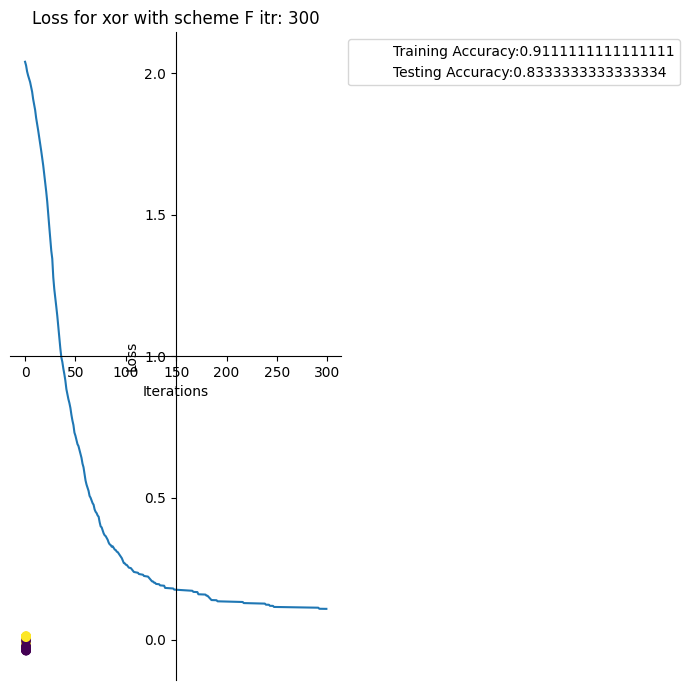 Loss for xor with scheme F itr: 300
Training Accuracy:0.9111111111111111
Testing Accuracy:0.8333333333333334
2.0
1.5
1.0
Loss
0 50 100 150 200 250 300
Iterations
0.5
0.0